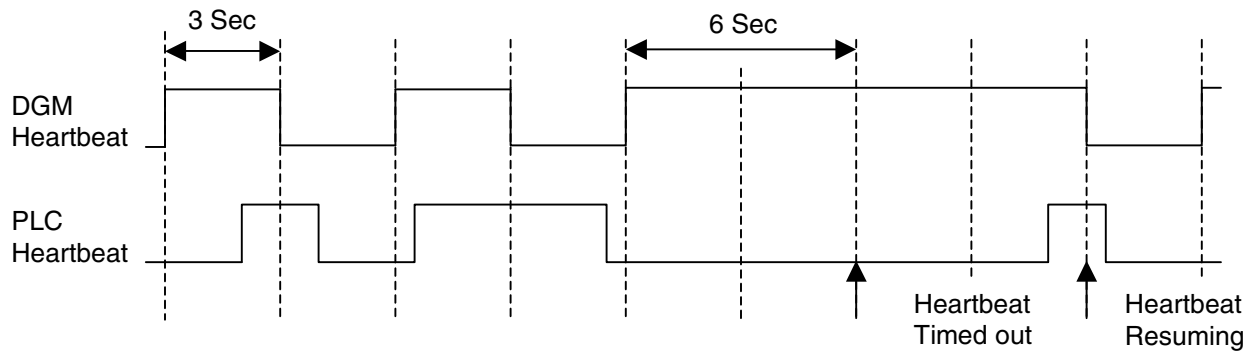 3 Sec
6 Sec
DGM
Heartbeat
PLC
Heartbeat
Heartbeat
Timed out
Heartbeat
Resuming